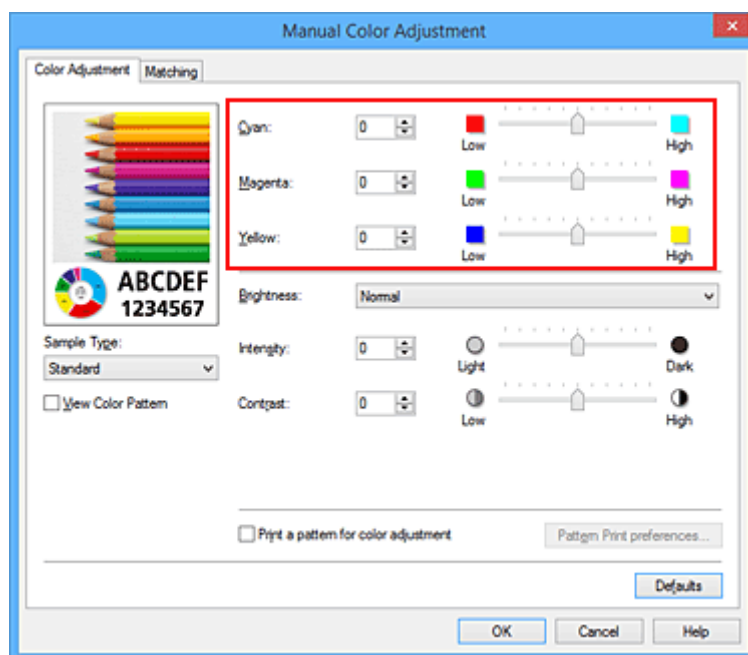 Manual Color Adjustment
Color Adjustment Matching
Cyan: 0 Low High
Magenta: 0 Low High
Yellow: 0 Low High
ABCDEF
1234567
Brightness: Normal
Sample Type:
Standard
Intensity: 0 Light Dark
View Color Pattern
Contrast: 0 Low High
Print a pattern for color adjustment Pattern Print preferences...
Defaults
OK Cancel Help